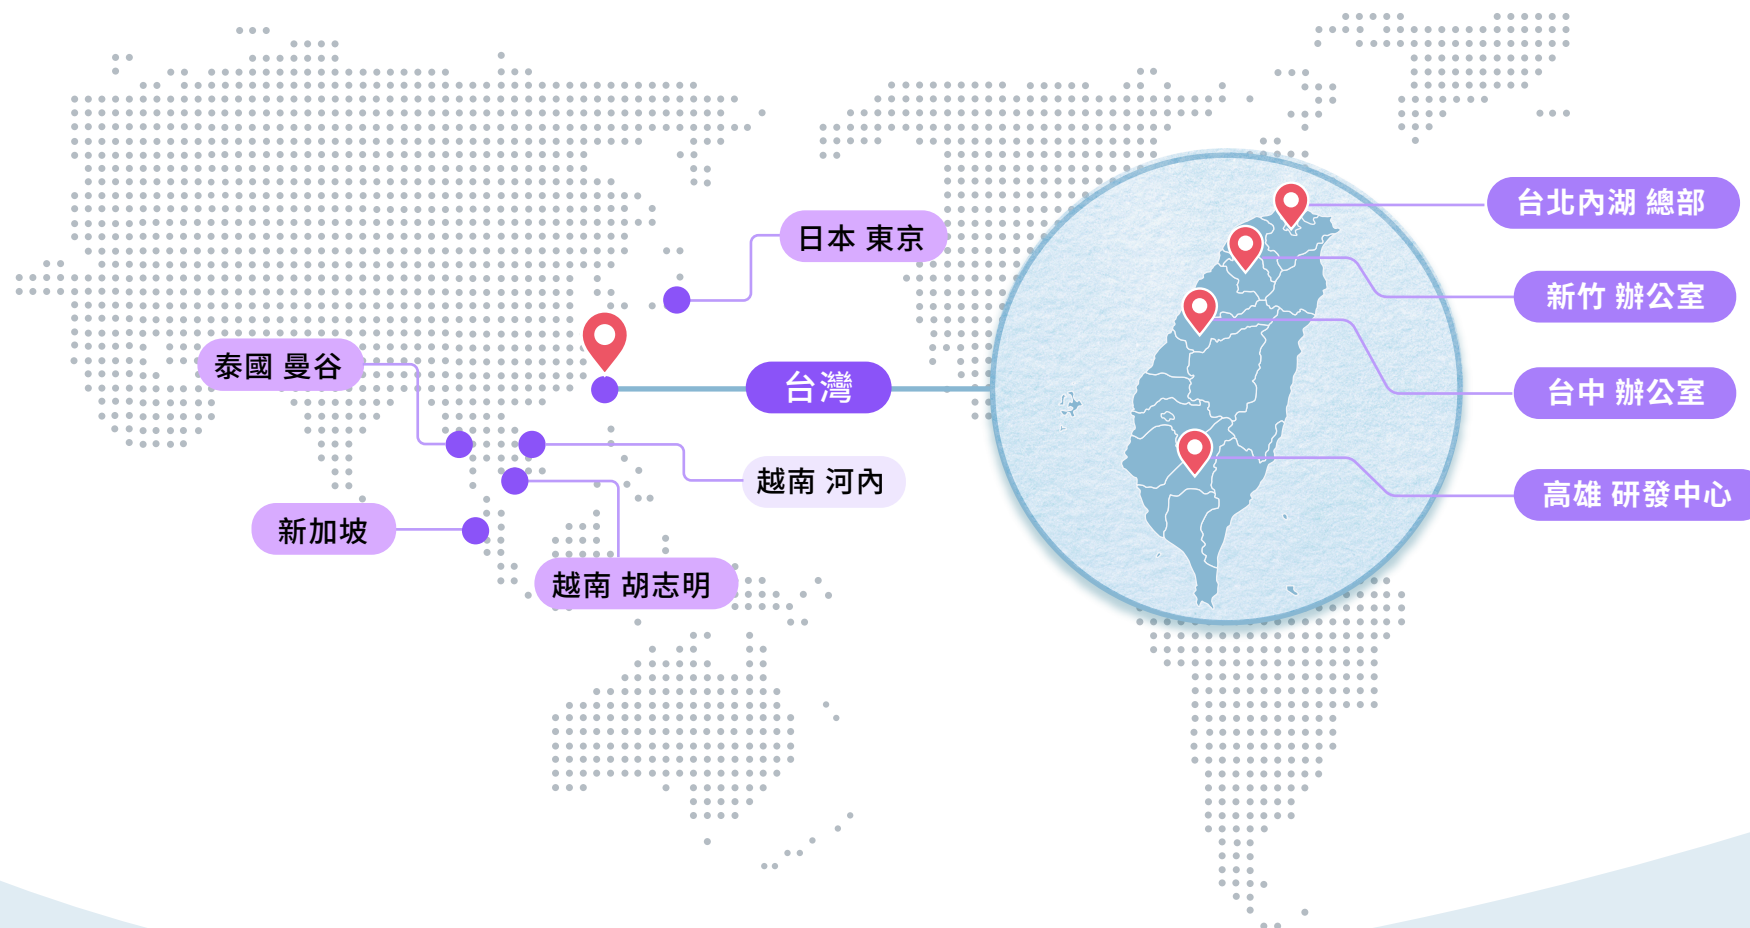 台北內湖 總部
日本 東京
新竹 辦公室
泰國 曼谷
台灣
台中 辦公室
越南 河內
高雄 研發中心
新加坡
越南 胡志明